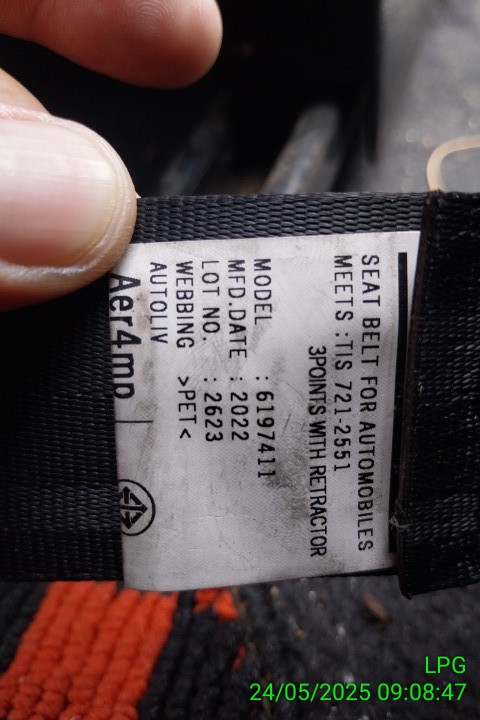 SEAT BELT FOR AUTOMOBILES
MEETS :TIS 721-2551
3POINTS WITH RETRACTOR
MODEL : 6197411
MFD.DATE : 2022
LOT NO. : 2623
WEBBING >PET<
AUTOLIV
Aer4mp
LPG
24/05/2025 09:08:47